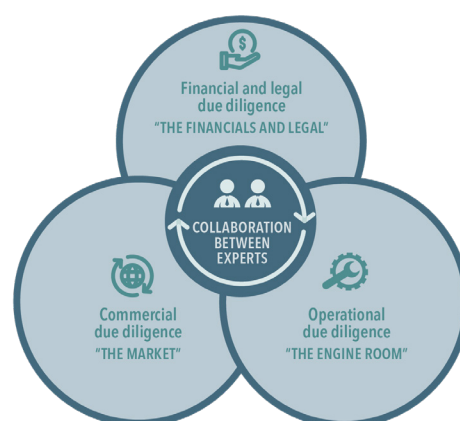 $
Financial and legal
due diligence
"THE FINANCIALS AND LEGAL"
COLLABORATION
BETWEEN
EXPERTS
Commercial
due diligence
"THE MARKET"
Operational
due diligence
"THE ENGINE ROOM"